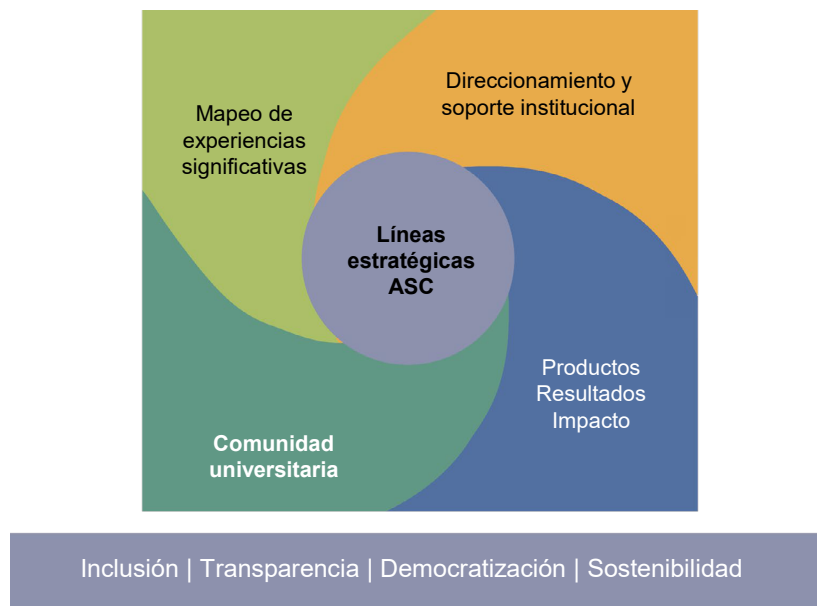 Mapeo de
experiencias
significativas
Direccionamiento y
soporte institucional
Líneas
estratégicas
ASC
Productos
Resultados
Impacto
Comunidad
universitaria
Inclusión | Transparencia | Democratización | Sostenibilidad